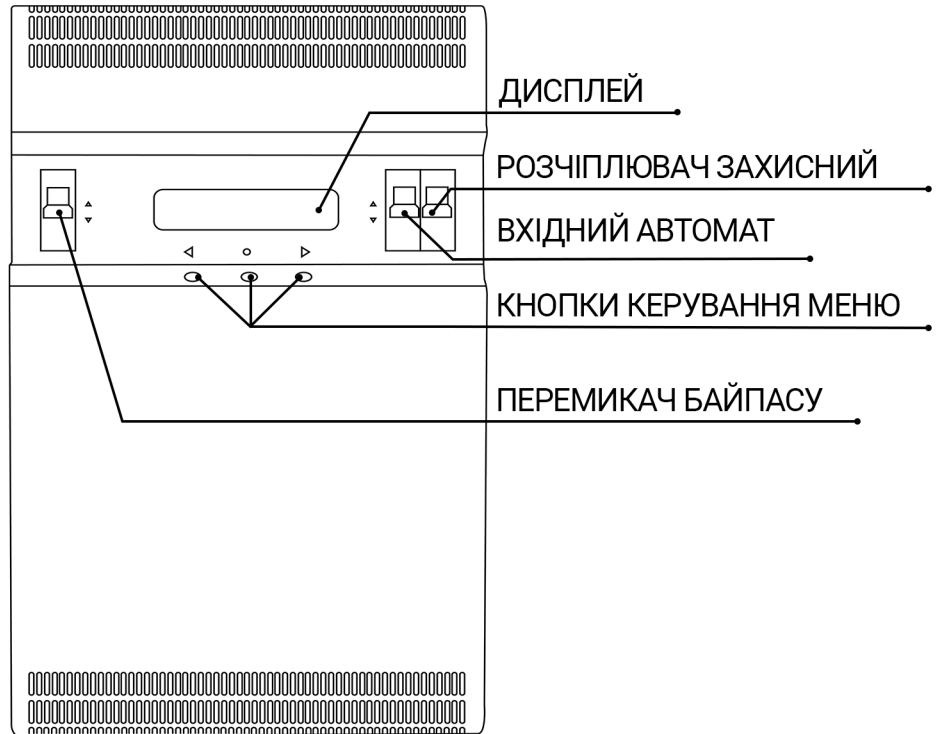 ДИСПЛЕЙ
РОЗЧІПЛЮВАЧ ЗАХИСНИЙ
ВХІДНИЙ АВТОМАТ
КНОПКИ КЕРУВАННЯ МЕНЮ
ПЕРЕМИКАЧ БАЙПАСУ